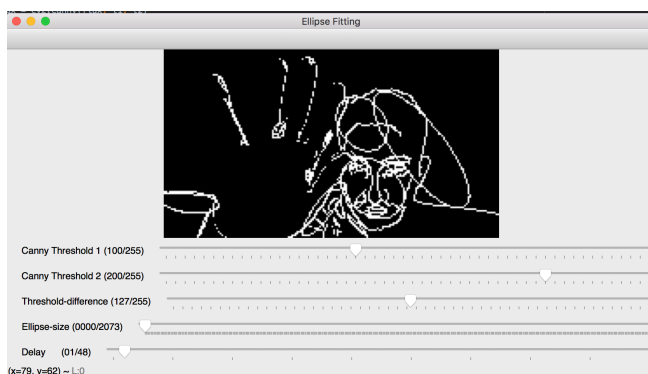 Ellipse Fitting
Canny Threshold 1 (100/255)
Canny Threshold 2 (200/255)
Threshold-difference (127/255)
Ellipse-size (0000/2073)
Delay (01/48)
(x=79, y=62) ~ L:0